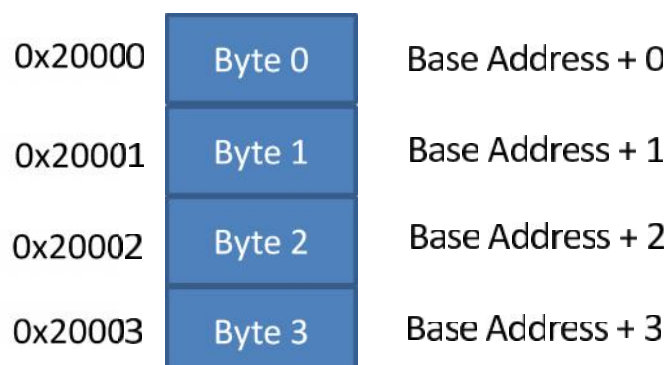 0x20000 Byte 0 Base Address + 0
0x20001 Byte 1 Base Address + 1
0x20002 Byte 2 Base Address + 2
0x20003 Byte 3 Base Address + 3